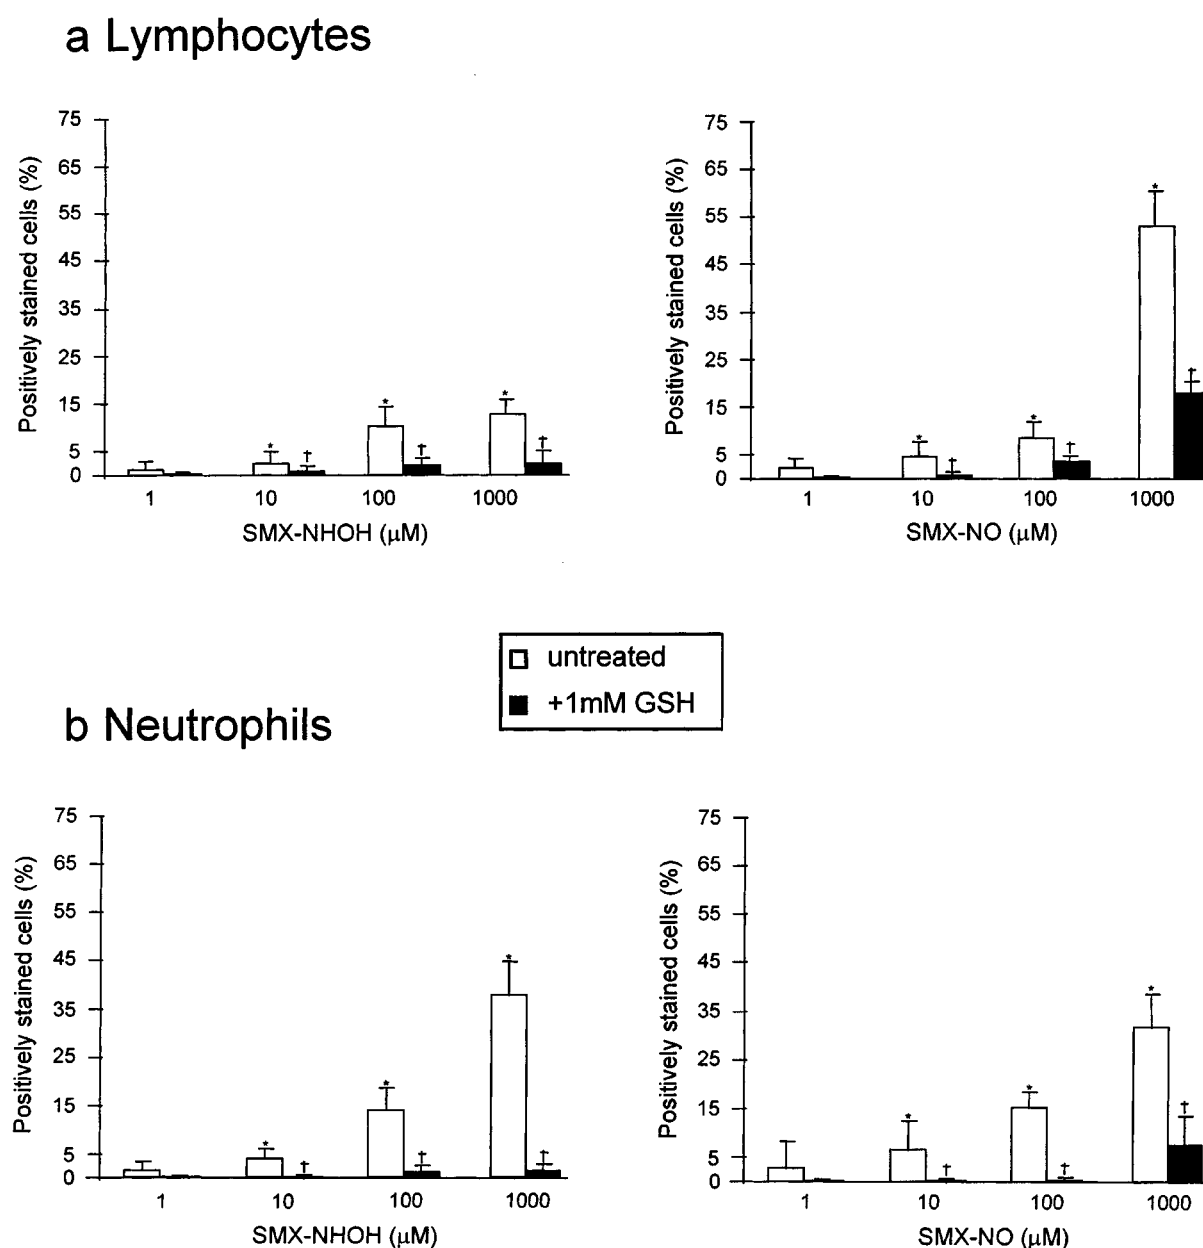 a Lymphocytes
Positively stained cells (%)
75
65
55
45
35
25
15
5
0
* * † * † * †
1 10 100 1000
SMX-NHOH (μM)
Positively stained cells (%)
75
65
55
45
35
25
15
5
0
* † * † * †
1 10 100 1000
SMX-NO (μM)
untreated
+1mM GSH
b Neutrophils
Positively stained cells (%)
75
65
55
45
35
25
15
5
0
* † * † * †
1 10 100 1000
SMX-NHOH (μM)
Positively stained cells (%)
75
65
55
45
35
25
15
5
0
* † * † * †
1 10 100 1000
SMX-NO (μM)